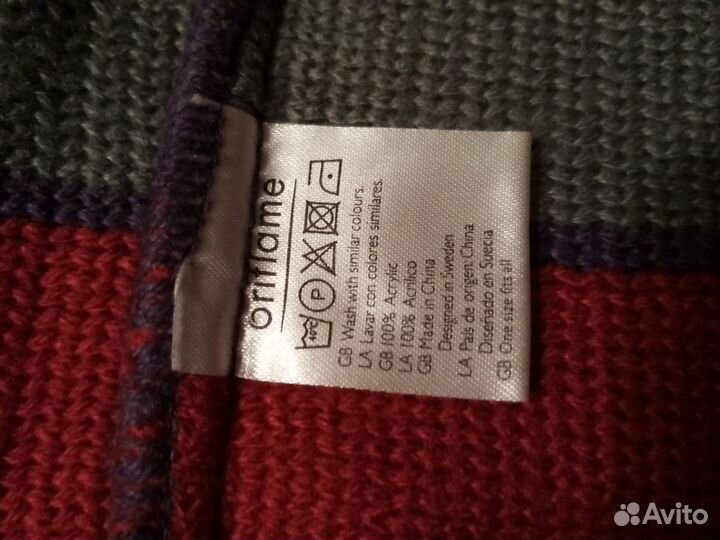 oriflame
40°C P
GB Wash with similar colours.
LA Lavar con colores similares.
GB 100% Acrylic
LA 100% Acrílico
GB Made in China
Designed in Sweden
LA País de origen: China
Diseñado en Suecia
GB One size fits all
Avito